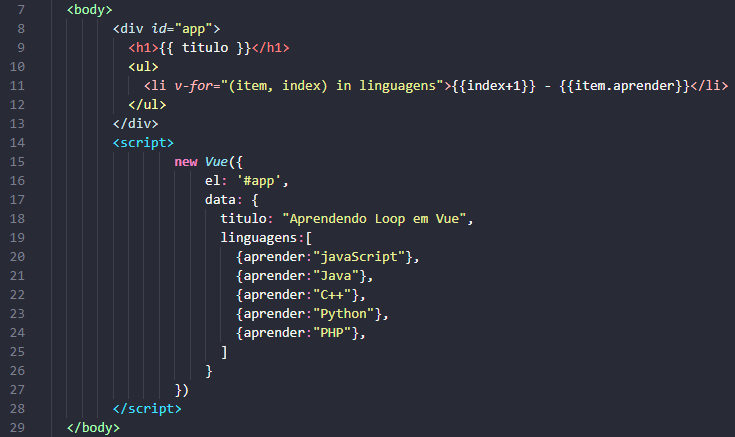 7 <body>
8 <div id="app">
9 <h1>{{ titulo }}</h1>
10 <ul>
11 <li v-for="(item, index) in linguagens">{{index+1}} - {{item.aprender}}</li>
12 </ul>
13 </div>
14 <script>
15 new Vue({
16 el: '#app',
17 data: {
18 titulo: "Aprendendo Loop em Vue",
19 linguagens:[
20 {aprender:"javaScript"},
21 {aprender:"Java"},
22 {aprender:"C++"},
23 {aprender:"Python"},
24 {aprender:"PHP"},
25 ]
26 }
27 })
28 </script>
29 </body>